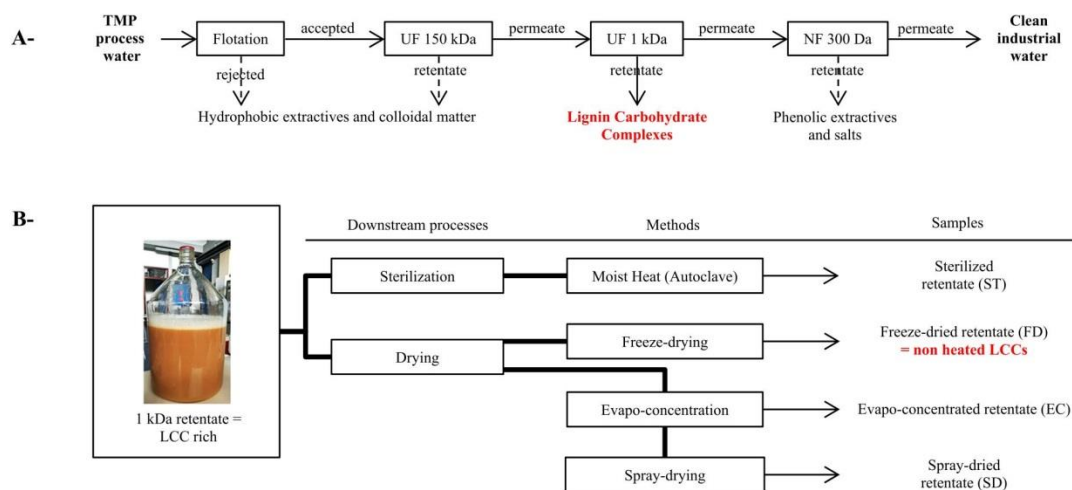 A-
TMP process water
Flotation
accepted
UF 150 kDa
permeate
UF 1 kDa
permeate
NF 300 Da
permeate
Clean industrial water
rejected
retentate
retentate
retentate
Hydrophobic extractives and colloidal matter
Lignin Carbohydrate
Complexes
Phenolic extractives
and salts
B-
Downstream processes
Methods
Samples
1 kDa retentate =
LCC rich
Sterilization
Moist Heat (Autoclave)
Sterilized
retentate (ST)
Drying
Freeze-drying
Freeze-dried retentate (FD)
= non heated LCCs
Evapo-concentration
Evapo-concentrated retentate (EC)
Spray-drying
Spray-dried
retentate (SD)